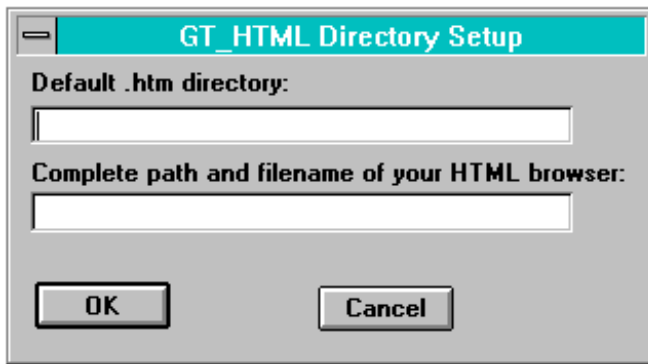 GT_HTML Directory Setup
Default .htm directory:
Complete path and filename of your HTML browser:
OK
Cancel